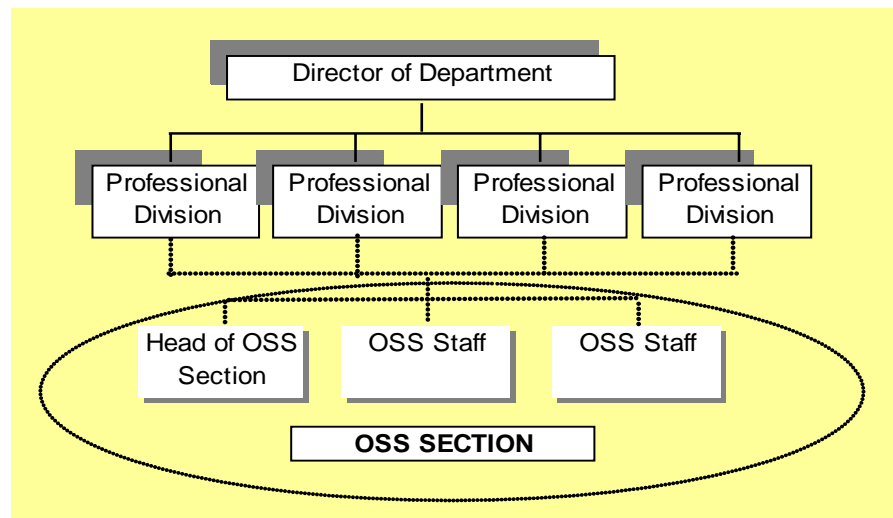 Director of Department
Professional
Division
Professional
Division
Professional
Division
Professional
Division
Head of OSS
Section
OSS Staff
OSS Staff
OSS SECTION